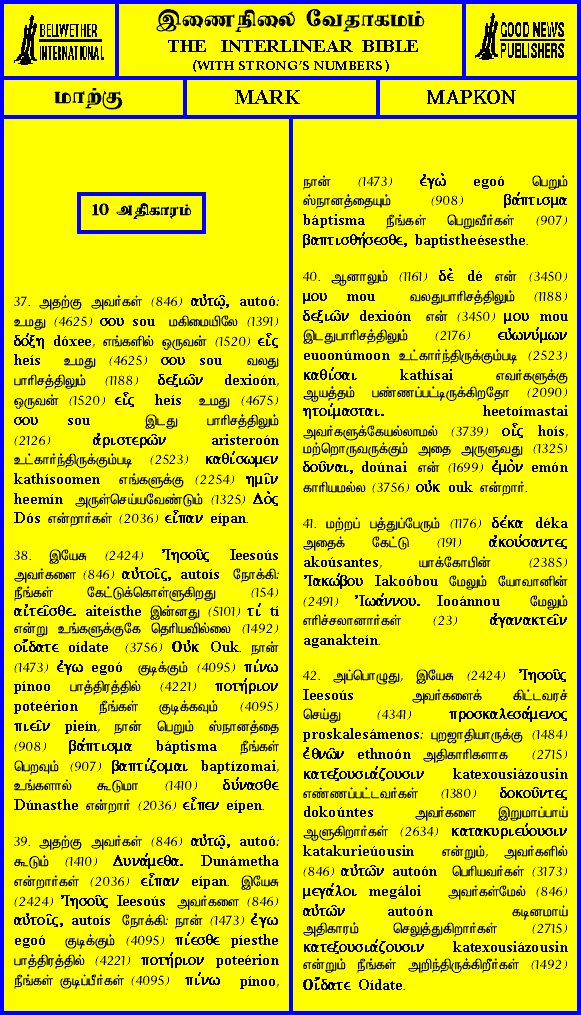 BELLWETHER
INTERNATIONAL
இணைநிலை வேதாகமம்
THE INTERLINEAR BIBLE
(WITH STRONG'S NUMBERS)
GOOD NEWS
PUBLISHERS
மாற்கு
MARK
ΜΑΡΚΟΝ
10 அதிகாரம்
37. அதற்கு அவர்கள் (846) αὐτῷ, autoó:
உமது (4625) σου sou மகிமையிலே (1391)
δόξη dóxee, எங்களில் ஒருவன் (1520) εἷς
heís உமது (4625) σου sou வலது
பாரிசத்திலும் (1188) δεξιῶν dexioón,
ஒருவன் (1520) εἷς heís உமது (4675)
σου sou இடது பாரிசத்திலும்
(2126) ἀριστερῶν aristeroón
உட்கார்ந்திருக்கும்படி (2523) καθίσωμεν
kathísoomen எங்களுக்கு (2254) ημῖν
heemín அருள்செய்யவேண்டும் (1325) Δὸς
Dós என்றார்கள் (2036) εἶπαν eípan.
38. இயேசு (2424) Ἰησοῦς Ieesoús
அவர்களை (846) αὐτοῖς, autoís நோக்கி:
நீங்கள் கேட்டுக்கொள்ளுகிறது (154)
αἰτεῖσθε. aiteísthe இன்னது (5101) τί tí
என்று உங்களுக்குகே தெரியவில்லை (1492)
οἴδατε oídate (3756) Οὐκ Ouk. நான்
(1473) ἐγω egoó குடிக்கும் (4095) πίνω
pínoo பாத்திரத்தில் (4221) ποτήριον
poteérion நீங்கள் குடிக்கவும் (4095)
πιεῖν pieín, நான் பெறும் ஸ்நானத்தை
(908) βάπτισμα báptisma நீங்கள்
பெறவும் (907) βαπτίζομαι baptízomai,
உங்களால் கூடுமா (1410) δύνασθε
Dúnasthe என்றார் (2036) εἶπεν eípen.
39. அதற்கு அவர்கள் (846) αὐτῷ, autoó:
கூடும் (1410) Δυνάμεθα. Dunámetha
என்றார்கள் (2036) εἶπαν eípan. இயேசு
(2424) Ἰησοῦς Ieesoús அவர்களை (846)
αὐτοῖς, autoís நோக்கி: நான் (1473) ἐγω
egoó குடிக்கும் (4095) πίεσθε píesthe
பாத்திரத்தில் (4221) ποτήριον poteérion
நீங்கள் குடிப்பீர்கள் (4095) πίνω pínoo,
நான் (1473) ἐγὼ egoó பெறும்
ஸ்நானத்தையும் (908) βάπτισμα
báptisma நீங்கள் பெறுவீர்கள் (907)
βαπτισθήσεσθε, baptistheésesthe.
40. ஆனாலும் (1161) δὲ dé என் (3450)
μου mou வலதுபாரிசத்திலும் (1188)
δεξιῶν dexioón என் (3450) μου mou
இடதுபாரிசத்திலும் (2176) εὐωνύμων
euoonúmoon உட்கார்ந்திருக்கும்படி (2523)
καθίσαι kathísai எவர்களுக்கு
ஆயத்தம் பண்ணப்பட்டிருக்கிறதோ (2090)
ητοίμασται. heetoímastai
அவர்களுக்கேயல்லாமல் (3739) οἷς hoís,
மற்றொருவருக்கும் அதை அருளுவது (1325)
δοῦναι, doúnai என் (1699) ἐμὸν emón
காரியமல்ல (3756) οὐκ ouk என்றார்.
41. மற்றப் பத்துப்பேரும் (1176) δέκα déka
அதைக் கேட்டு (191) ἀκούσαντες
akoúsantes, யாக்கோபின் (2385)
Ἰακώβου Iakoóbou மேலும் யோவானின்
(2491) Ἰωάννου. Iooánnou மேலும்
எரிச்சலானார்கள் (23) ἀγανακτεῖν
aganakteín.
42. அப்பொழுது, இயேசு (2424) Ἰησοῦς
Ieesoús அவர்களைக் கிட்டவரச்
செய்து (4341) προσκαλεσάμενος
proskalesámenos: புறஜாதியாருக்கு (1484)
ἐθνῶν ethnoón அதிகாரிகளாக (2715)
κατεξουσιάζουσιν katexousiázousin
எண்ணப்பட்டவர்கள் (1380) δοκοῦντες
dokoúntes அவர்களை இறுமாப்பாய்
ஆளுகிறார்கள் (2634) κατακυριεύουσιν
katakurieúousin என்றும், அவர்களில்
(846) αὐτῶν autoón பெரியவர்கள் (3173)
μεγάλοι megáloi அவர்கள்மேல் (846)
αὐτῶν autoón கடினமாய்
அதிகாரம் செலுத்துகிறார்கள் (2715)
κατεξουσιάζουσιν katexousiázousin
என்றும் நீங்கள் அறிந்திருக்கிறீர்கள் (1492)
Οἴδατε Oídate.